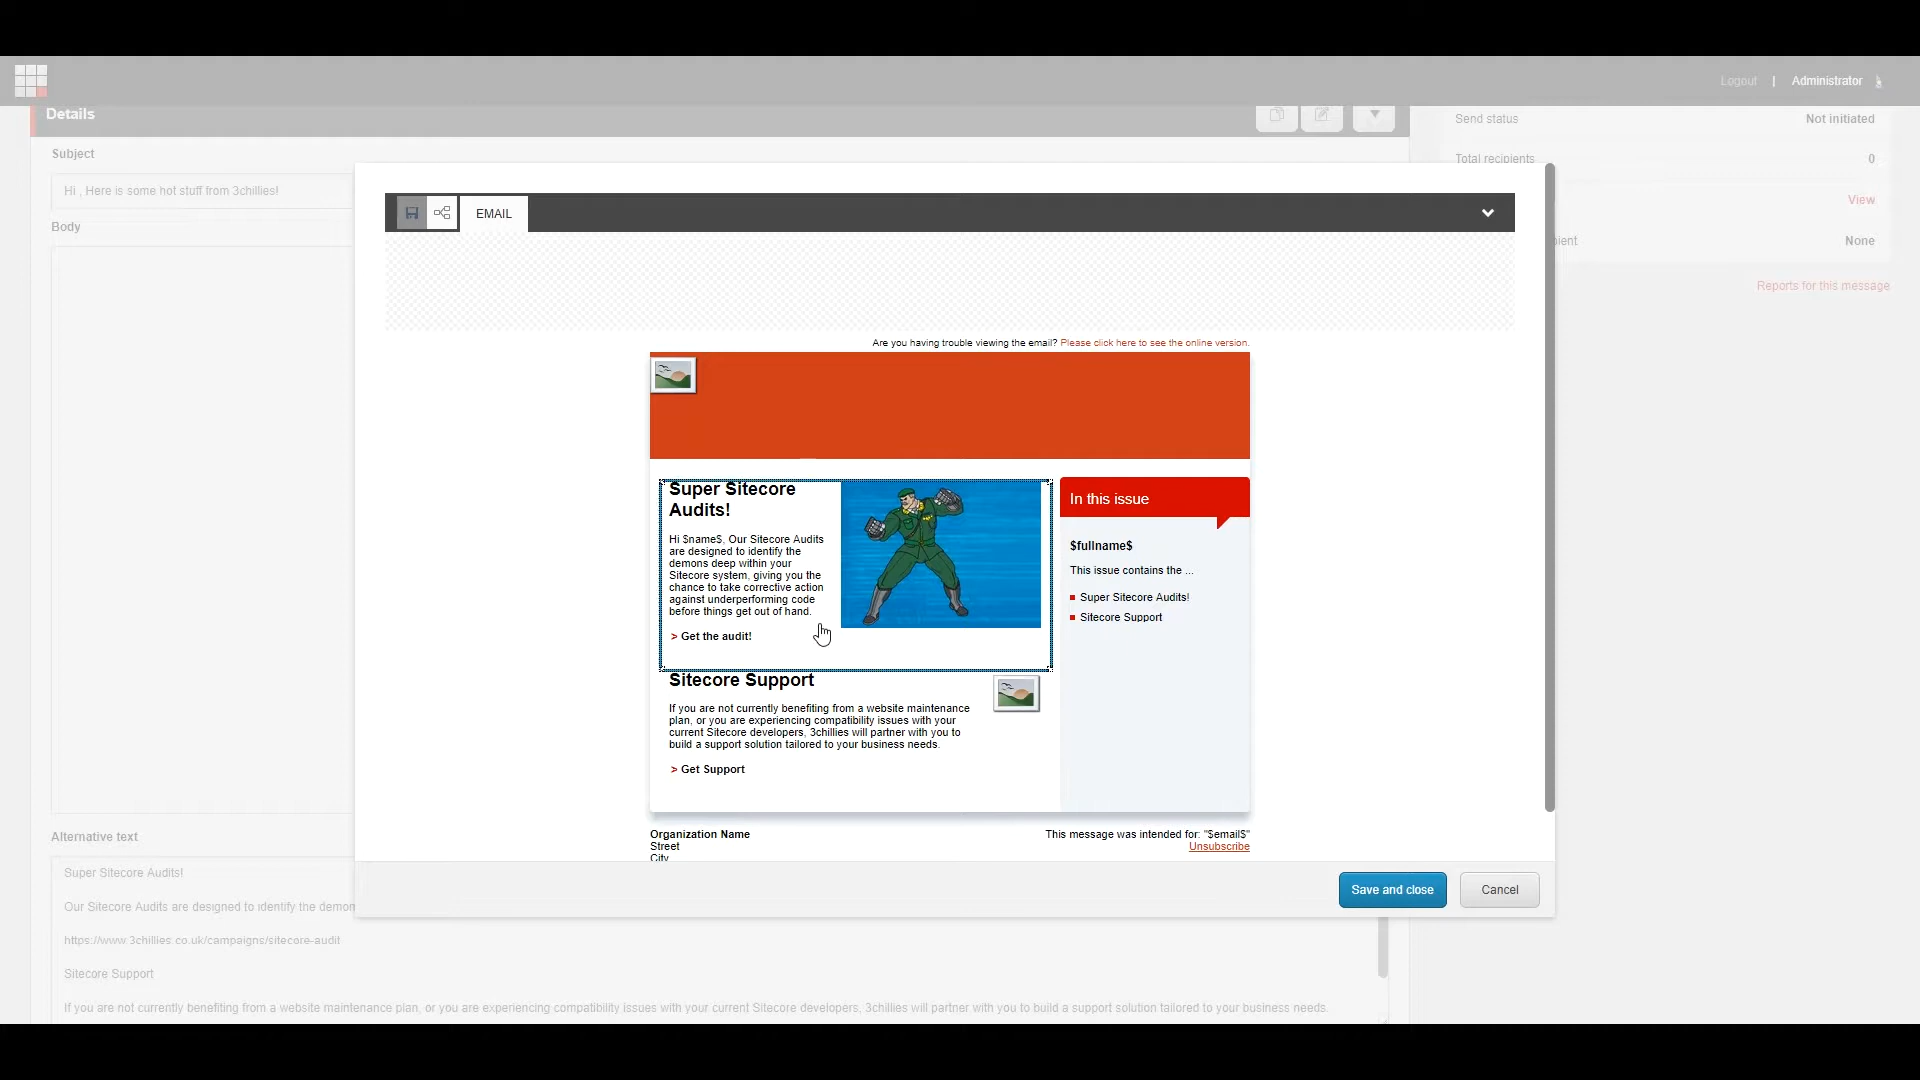 Logout | Administrator
Details
Subject
Hi , Here is some hot stuff from 3chillies!
Body
Send status Not initiated
Total recipients 0
View
None
Reports for this message
EMAIL
Are you having trouble viewing the email? Please click here to see the online version.
Super Sitecore
Audits!
Hi $name$, Our Sitecore Audits
are designed to identify the
demons deep within your
Sitecore system, giving you the
chance to take corrective action
against underperforming code
before things get out of hand.
> Get the audit!
In this issue
$fullname$
This issue contains the ...
Super Sitecore Audits!
Sitecore Support
Sitecore Support
If you are not currently benefiting from a website maintenance
plan, or you are experiencing compatibility issues with your
current Sitecore developers, 3chillies will partner with you to
build a support solution tailored to your business needs.
> Get Support
Organization Name
Street
City
This message was intended for: "$email$"
Unsubscribe
Save and close
Cancel
Alternative text
Super Sitecore Audits!
Our Sitecore Audits are designed to identify the demon
https://www.3chillies.co.uk/campaigns/sitecore-audit
Sitecore Support
If you are not currently benefiting from a website maintenance plan, or you are experiencing compatibility issues with your current Sitecore developers, 3chillies will partner with you to build a support solution tailored to your business needs.